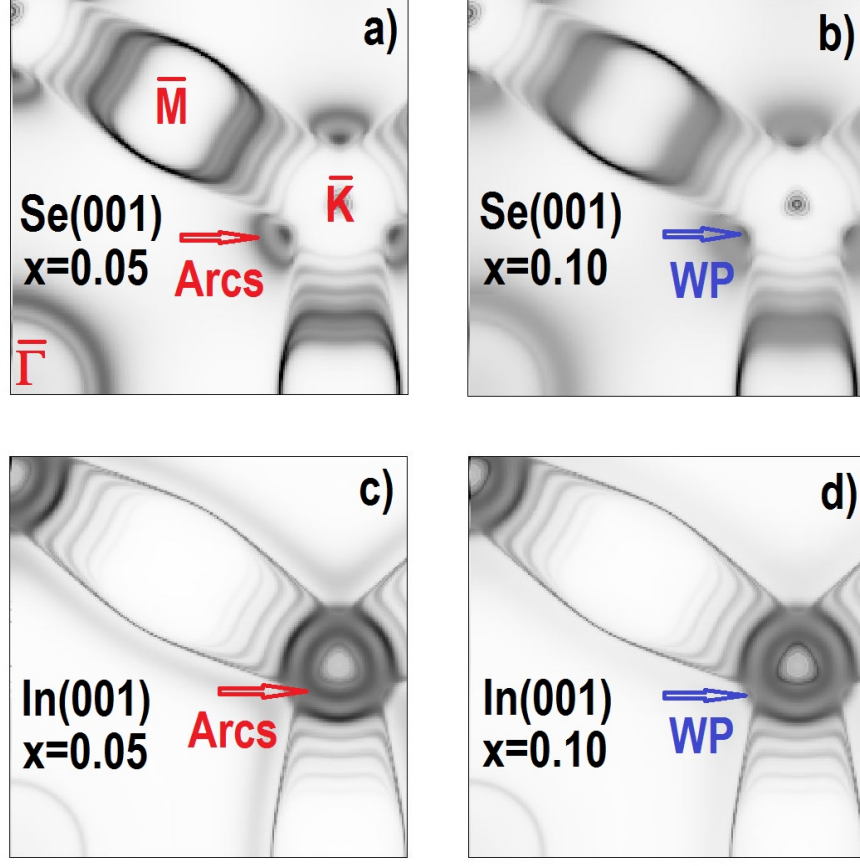 a)
M̅
K̅
Se(001)
x=0.05
Arcs
Γ̅
b)
Se(001)
x=0.10
WP
c)
In(001)
x=0.05
Arcs
d)
In(001)
x=0.10
WP